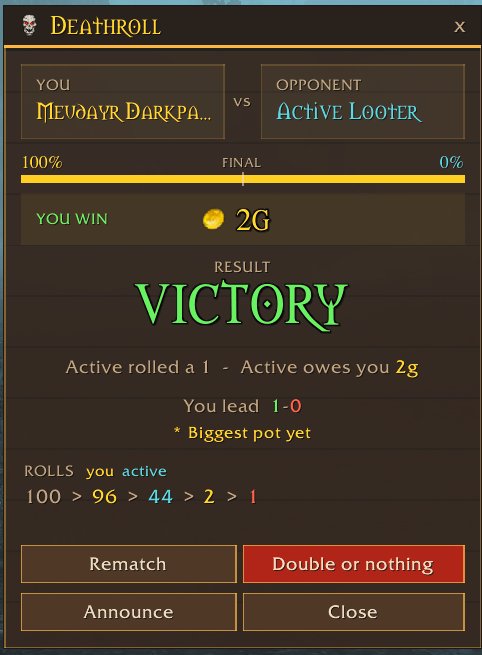 Deathroll x
YOU
Meudayr Darkpa...
vs
OPPONENT
Active Looter
100% FINAL 0%
YOU WIN 2G
RESULT
VICTORY
Active rolled a 1 - Active owes you 2g
You lead 1-0
* Biggest pot yet
ROLLS you active
100 > 96 > 44 > 2 > 1
Rematch Double or nothing
Announce Close